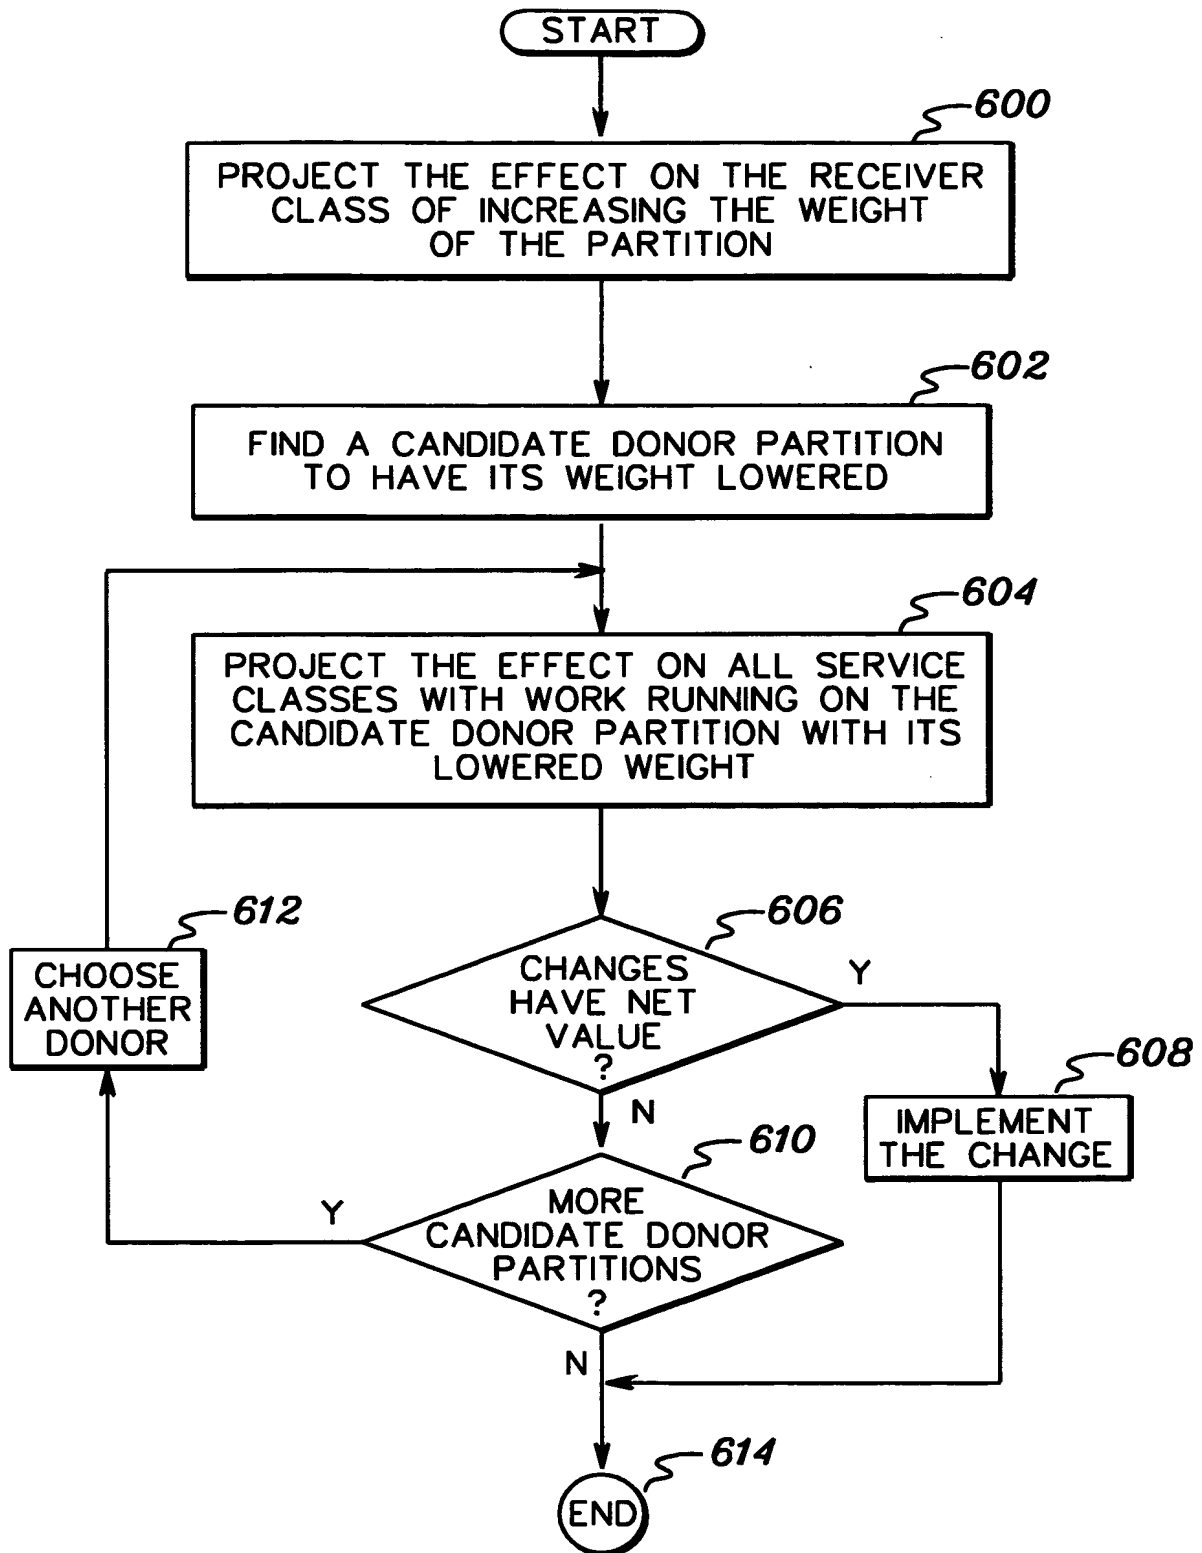 START
600
PROJECT THE EFFECT ON THE RECEIVER
CLASS OF INCREASING THE WEIGHT
OF THE PARTITION
602
FIND A CANDIDATE DONOR PARTITION
TO HAVE ITS WEIGHT LOWERED
604
PROJECT THE EFFECT ON ALL SERVICE
CLASSES WITH WORK RUNNING ON THE
CANDIDATE DONOR PARTITION WITH ITS
LOWERED WEIGHT
612
CHOOSE
ANOTHER
DONOR
606
CHANGES
HAVE NET
VALUE
?
Y
N
608
IMPLEMENT
THE CHANGE
610
MORE
CANDIDATE DONOR
PARTITIONS
?
Y
N
614
END